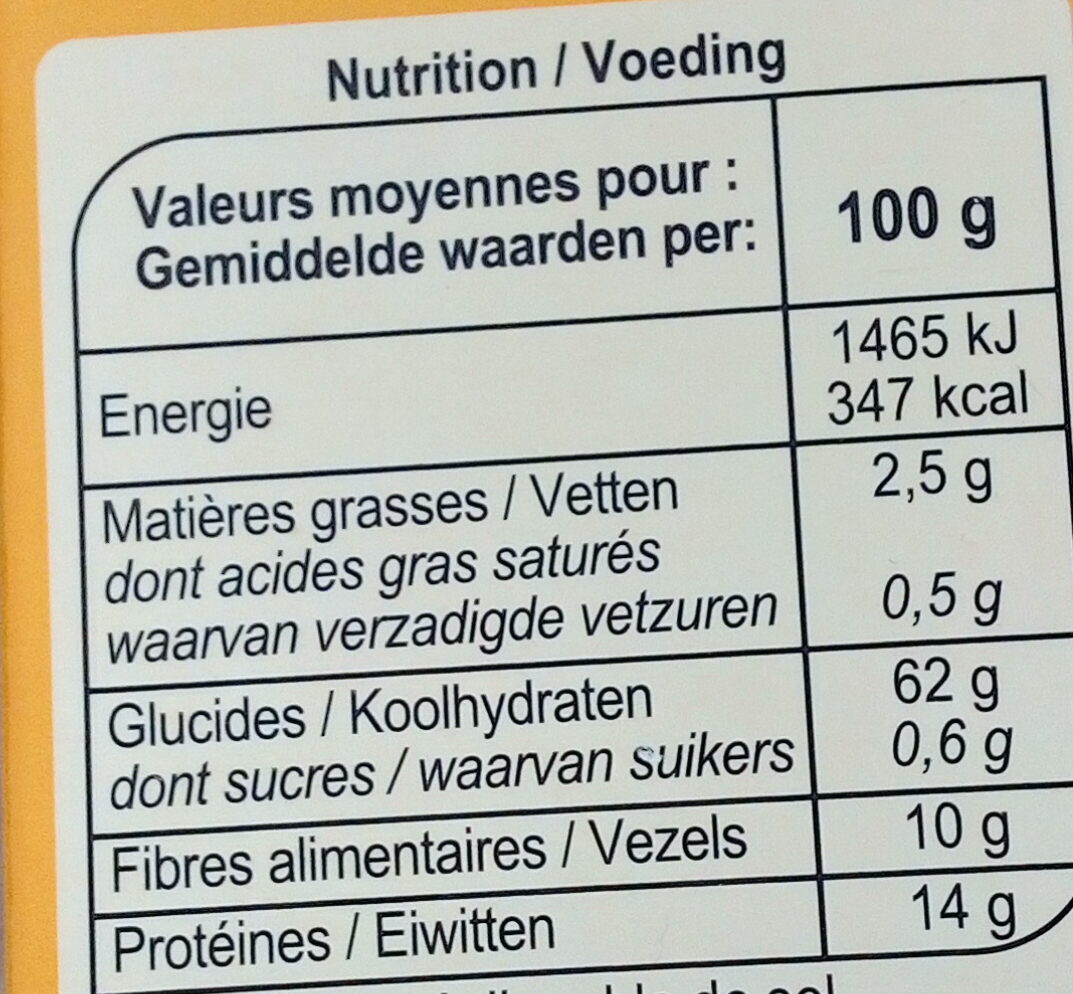 Nutrition / Voeding
Valeurs moyennes pour :
Gemiddelde waarden per:
100 g
Energie
1465 kJ
347 kcal
Matières grasses / Vetten
2,5 g
dont acides gras saturés
waarvan verzadigde vetzuren
0,5 g
Glucides / Koolhydraten
62 g
dont sucres / waarvan suikers
0,6 g
Fibres alimentaires / Vezels
10 g
Protéines / Eiwitten
14 g